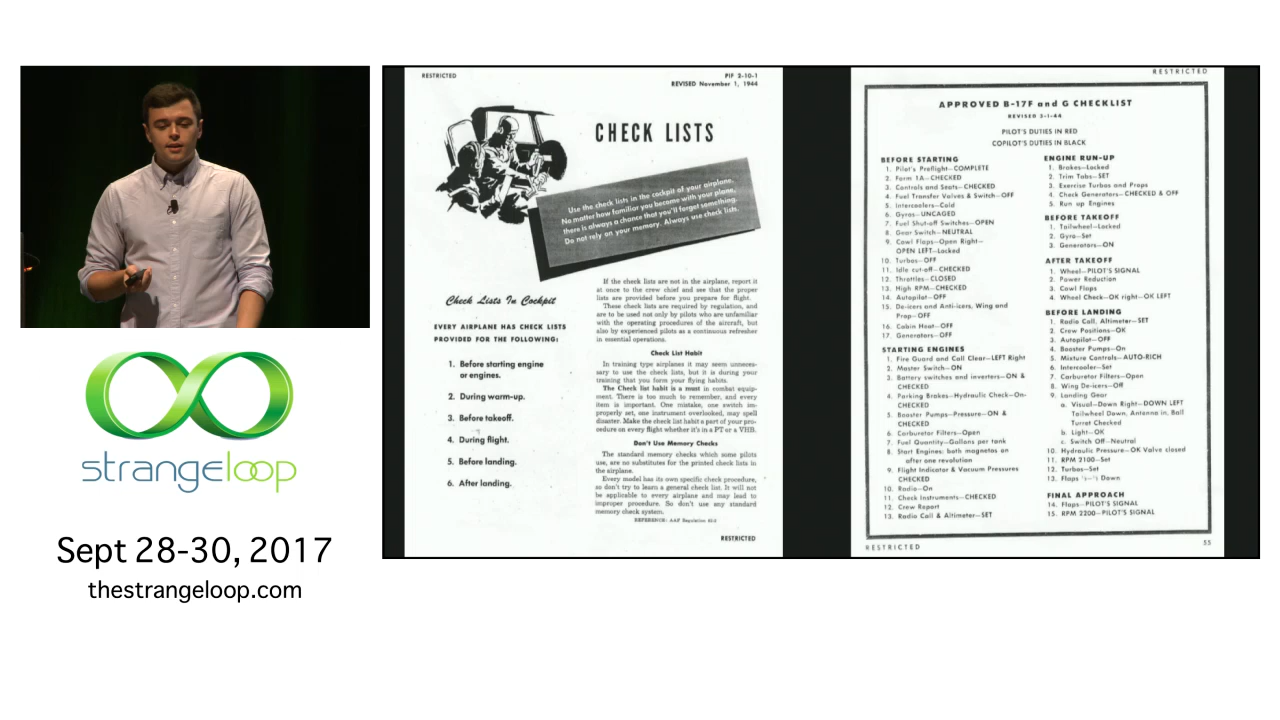 strangeloop
Sept 28-30, 2017
thestrangeloop.com
RESTRICTED
PIF 2-10-1
REVISED November 1, 1944
CHECK LISTS
Use the check lists in the cockpit of your airplane.
No matter how familiar you become with your plane,
there is always a chance that you'll forget something.
Do not rely on your memory. Always use check lists.
Check Lists In Cockpit
EVERY AIRPLANE HAS CHECK LISTS
PROVIDED FOR THE FOLLOWING:
1. Before starting engine
or engines.
2. During warm-up.
3. Before takeoff.
4. During flight.
5. Before landing.
6. After landing.
If the check lists are not in the airplane, report it
at once to the crew chief and see that the proper
lists are provided before you prepare for flight.
These check lists are required by regulation, and
are to be used not only by pilots who are unfamiliar
with the operating procedures of the aircraft, but
also by experienced pilots as a continuous refresher
in essential operations.
Check List Habit
In training type airplanes it may seem unneces-
sary to use the check lists, but it is during your
training that you form your flying habits.
The Check list habit is a must in combat equip-
ment. There is too much to remember, and every
item is important. One mistake, one switch im-
properly set, one instrument overlooked, may spell
disaster. Make the check list habit a part of your pro-
cedure on every flight whether it's in a PT or a VHB.
Don't Use Memory Checks
The standard memory checks which some pilots
use, are no substitutes for the printed check lists in
the airplane.
Every model has its own specific check procedure,
so don't try to learn a general check list. It will not
be applicable to every airplane and may lead to
improper procedure. So don't use any standard
memory check system.
REFERENCE: AAF Regulation
RESTRICTED
RESTRICTED
APPROVED B-17F and G CHECKLIST
REVISED 3-1-44
PILOT'S DUTIES IN RED
COPILOT'S DUTIES IN BLACK
BEFORE STARTING
1. Pilot's Preflight—COMPLETE
2. Form 1A—CHECKED
3. Controls and Seats—CHECKED
4. Fuel Transfer Valves & Switch—OFF
5. Intercoolers—Cold
6. Gyros—UNCAGED
7. Fuel Shut-off Switches—OPEN
8. Gear Switch—NEUTRAL
9. Cowl Flaps—Open Right—
OPEN LEFT—Locked
10. Turbos—OFF
11. Idle cut-off—CHECKED
12. Throttles—CLOSED
13. High RPM—CHECKED
14. Autopilot—OFF
15. De-icers and Anti-icers, Wing and
Prop—OFF
16. Cabin Heat—OFF
17. Generators—OFF
STARTING ENGINES
1. Fire Guard and Call Clear—LEFT Right
2. Master Switch—ON
3. Battery switches and inverters—ON &
CHECKED
4. Parking Brakes—Hydraulic Check—On-
CHECKED
5. Booster Pumps—Pressure—ON &
CHECKED
6. Carburetor Filters—Open
7. Fuel Quantity—Gallons per tank
8. Start Engines: both magnetos on
after one revolution
9. Flight Indicator & Vacuum Pressures
CHECKED
10. Radio—On
11. Check Instruments—CHECKED
12. Crew Report
13. Radio Call & Altimeter—SET
ENGINE RUN-UP
1. Brakes—Locked
2. Trim Tabs—SET
3. Exercise Turbos and Props
4. Check Generators—CHECKED & OFF
5. Run up Engines
BEFORE TAKEOFF
1. Tailwheel—Locked
2. Gyro—Set
3. Generators—ON
AFTER TAKEOFF
1. Wheel—PILOT'S SIGNAL
2. Power Reduction
3. Cowl Flaps
4. Wheel Check—OK right—OK LEFT
BEFORE LANDING
1. Radio Call, Altimeter—SET
2. Crew Positions—OK
3. Autopilot—OFF
4. Booster Pumps—On
5. Mixture Controls—AUTO-RICH
6. Intercooler—Set
7. Carburetor Filters—Open
8. Wing De-icers—Off
9. Landing Gear
a. Visual—Down Right—DOWN LEFT
Tailwheel Down, Antenna in, Ball
Turret Checked
b. Light—OK
c. Switch Off—Neutral
10. Hydraulic Pressure—OK Valve closed
11. RPM 2100—Set
12. Turbos—Set
13. Flaps Down
FINAL APPROACH
14. Flaps—PILOT'S SIGNAL
15. RPM 2200—PILOT'S SIGNAL
RESTRICTED